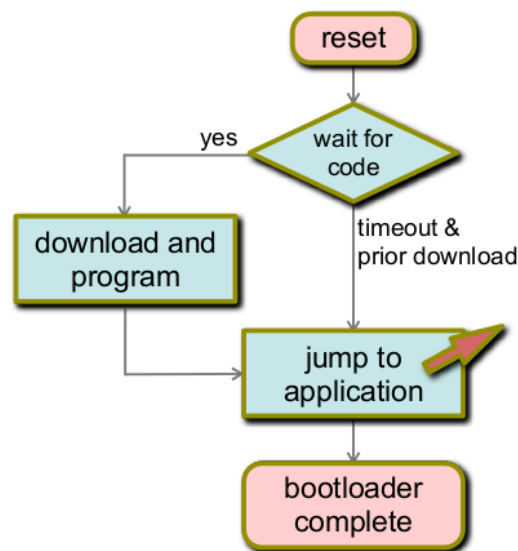 reset
wait for
code
yes
timeout &
prior download
download and
program
jump to
application
bootloader
complete